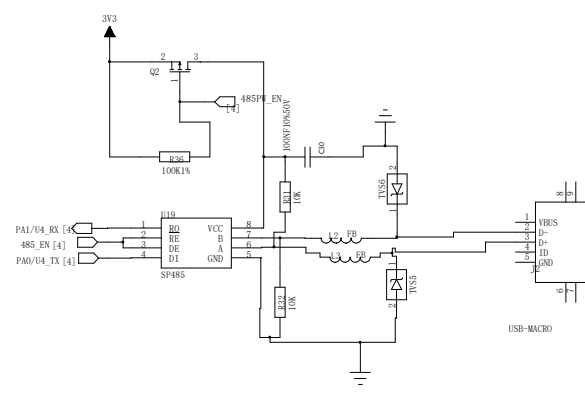 3V3
2 3
Q2
1
485PW_EN
[4]
100NF10%50V
C30
R36
100K1%
TVS6
2
1
R31
10K
U19
PA1/U4_RX [4]
485_EN [4]
PA0/U4_TX [4]
1 RO VCC 8
2 RE B 7
3 DE A 6
4 DI GND 5
SP485
L2 FB
L3 FB
R32
10K
1
TVS5
2
8 9
1 VBUS
2 D-
3 D+
4 ID
5 GND
J2
6 7
USB-MACRO